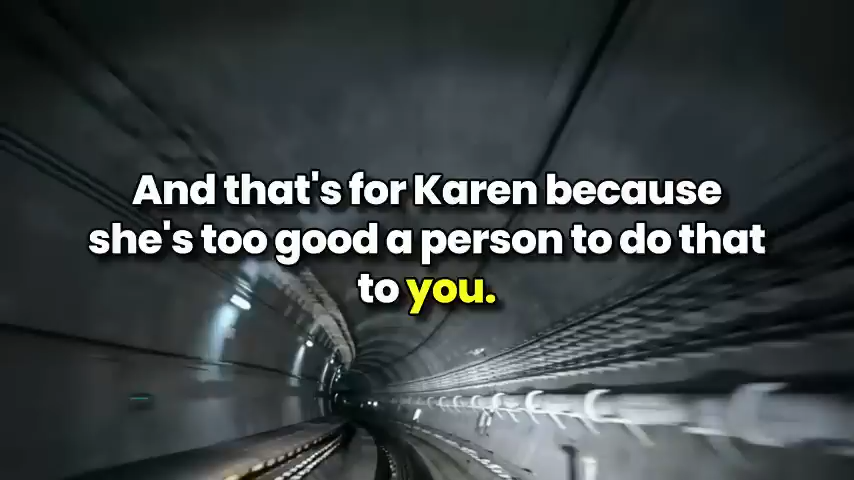 And that's for Karen because
she's too good a person to do that
to you.